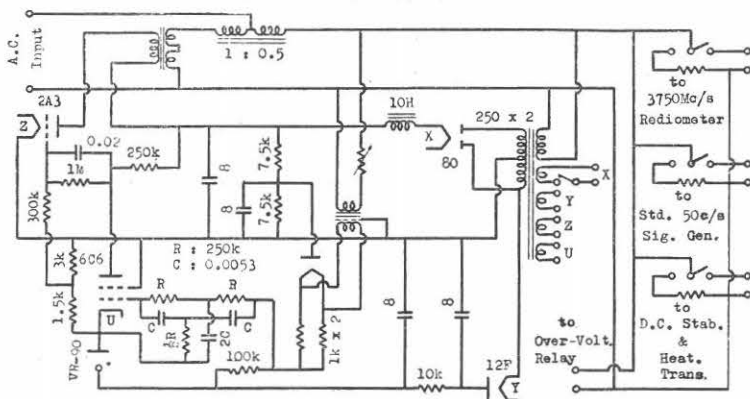 A.C.
Input
1 : 0.5
2A3
Z
0.02
1M
250k
300k
8
8
7.5k
7.5k
10H
X
80
250 x 2
X
Y
Z
U
to
3750Mc/s
Rediometer
to
Std. 50c/s
Sig. Gen.
to
D.C. Stab.
&
Heat.
Trans.
3k
6C6
1.5k
U
VR-90
R : 250k
C : 0.0053
R
R
C
C
½R
2C
100k
1k x 2
8
8
10k
12F
Y
to
Over-Volt.
Relay